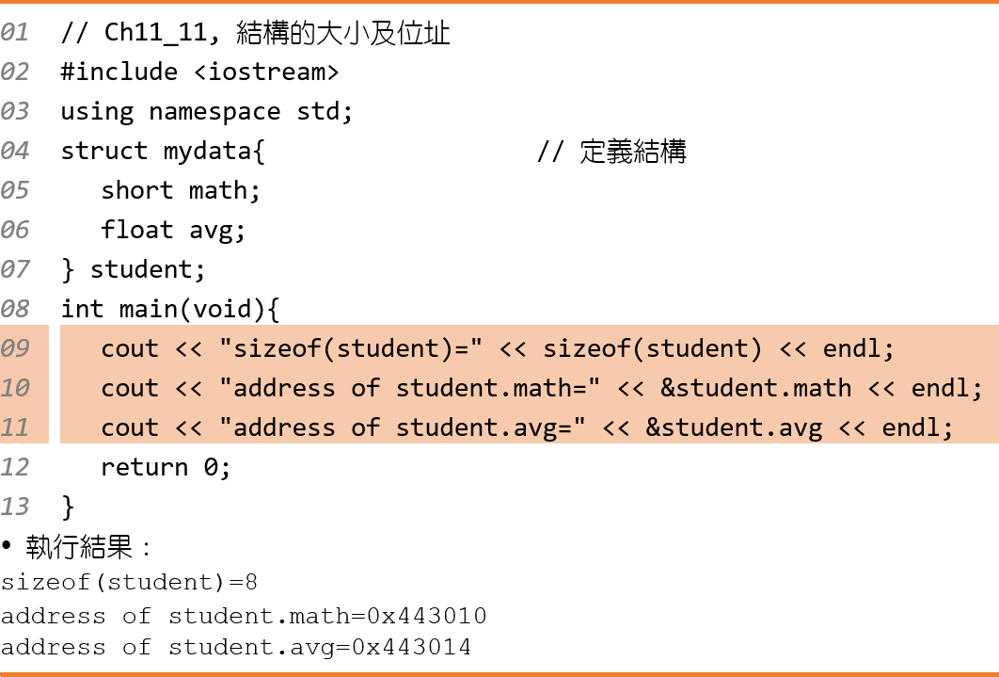 01 // Ch11_11, 結構的大小及位址
02 #include <iostream>
03 using namespace std;
04 struct mydata{ // 定義結構
05 short math;
06 float avg;
07 } student;
08 int main(void){
09 cout << "sizeof(student)=" << sizeof(student) << endl;
10 cout << "address of student.math=" << &student.math << endl;
11 cout << "address of student.avg=" << &student.avg << endl;
12 return 0;
13 }
• 執行結果：
sizeof(student)=8
address of student.math=0x443010
address of student.avg=0x443014